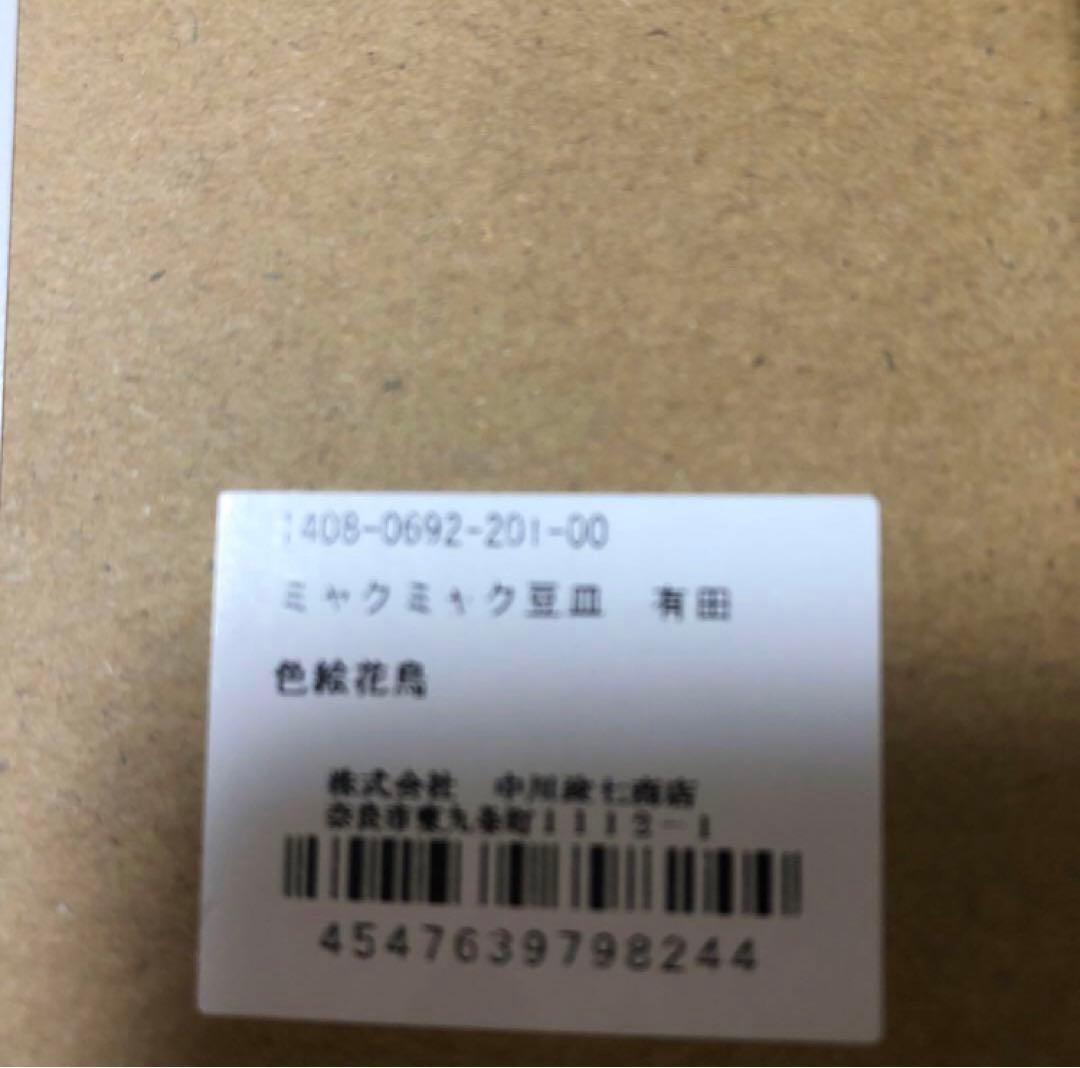 1408-0692-201-00
ミャクミャク豆皿　有田
色絵花鳥
株式会社　中川政七商店
奈良市東久条町1112-1
4547639798244